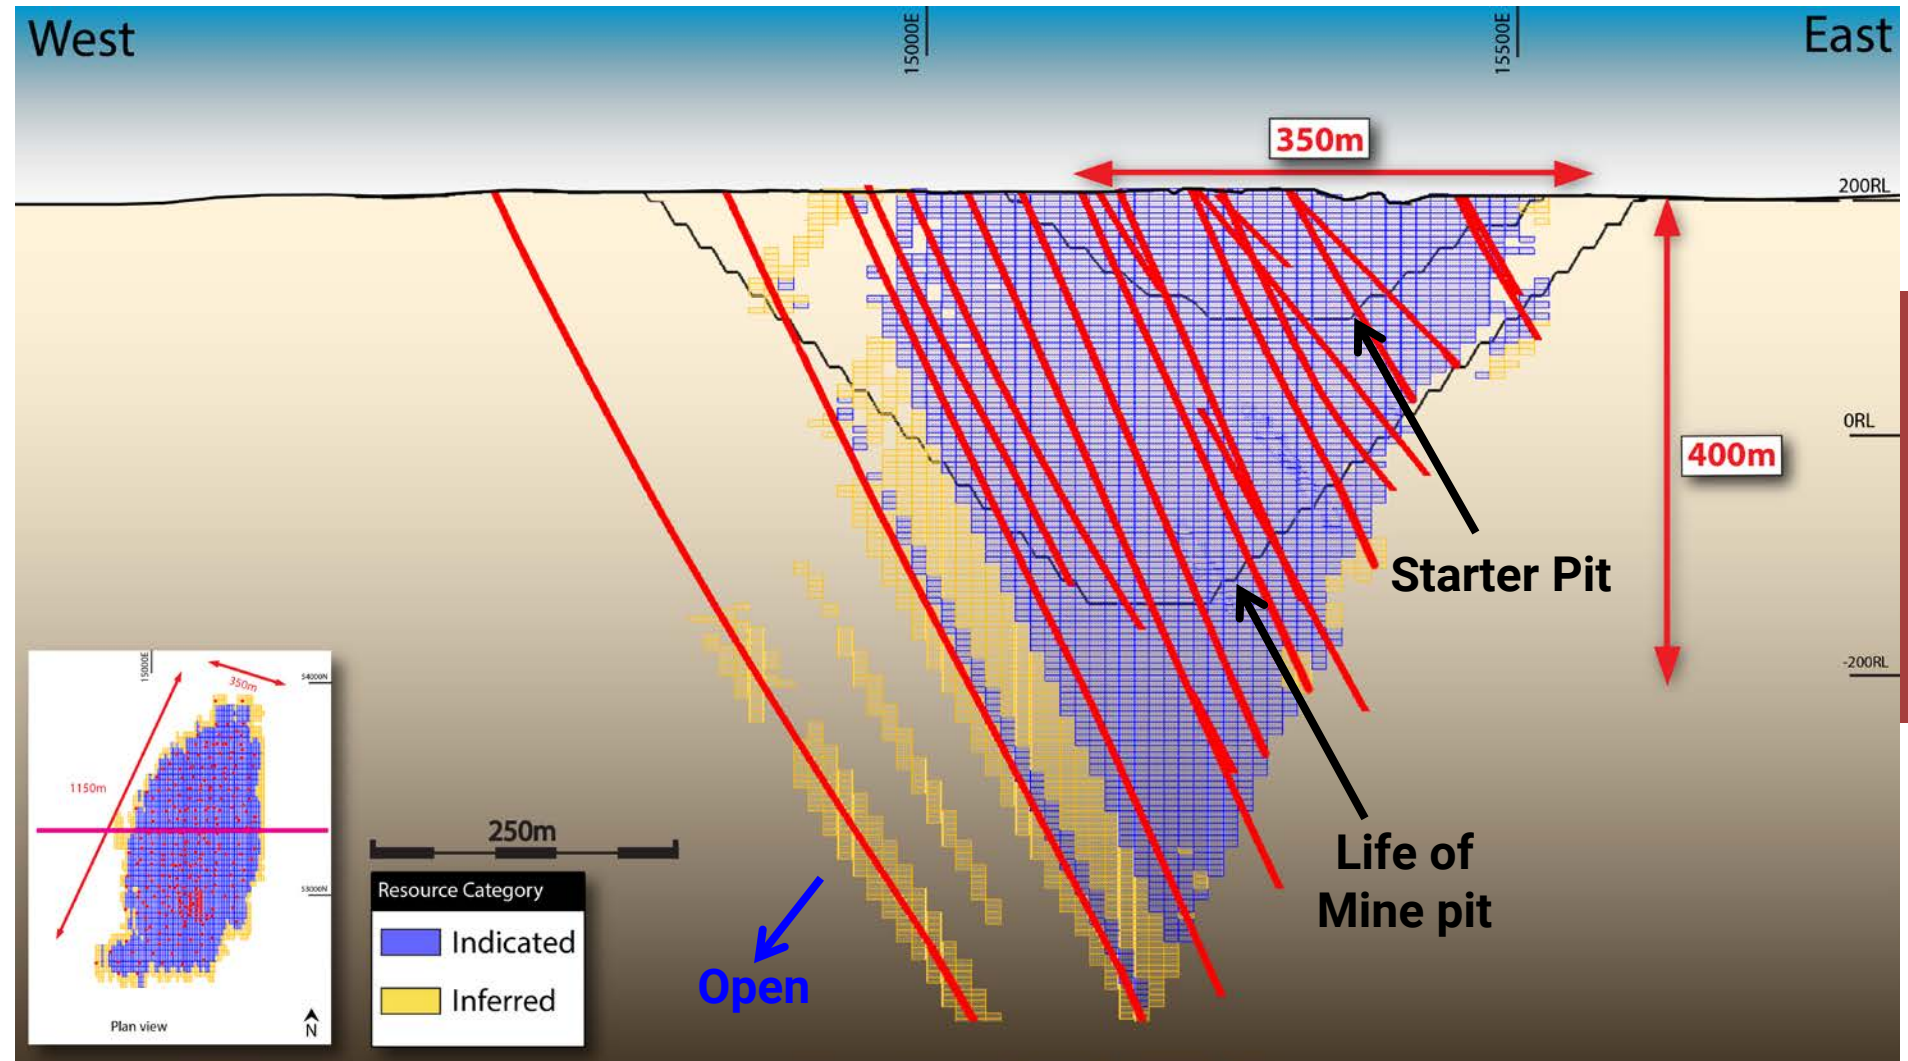 West
15000E
15500E
East
350m
200RL
0RL
400m
Starter Pit
-200RL
15000E
350m
54000N
1150m
53000N
Plan view
N
250m
Resource Category
Indicated
Inferred
Open
Life of
Mine pit